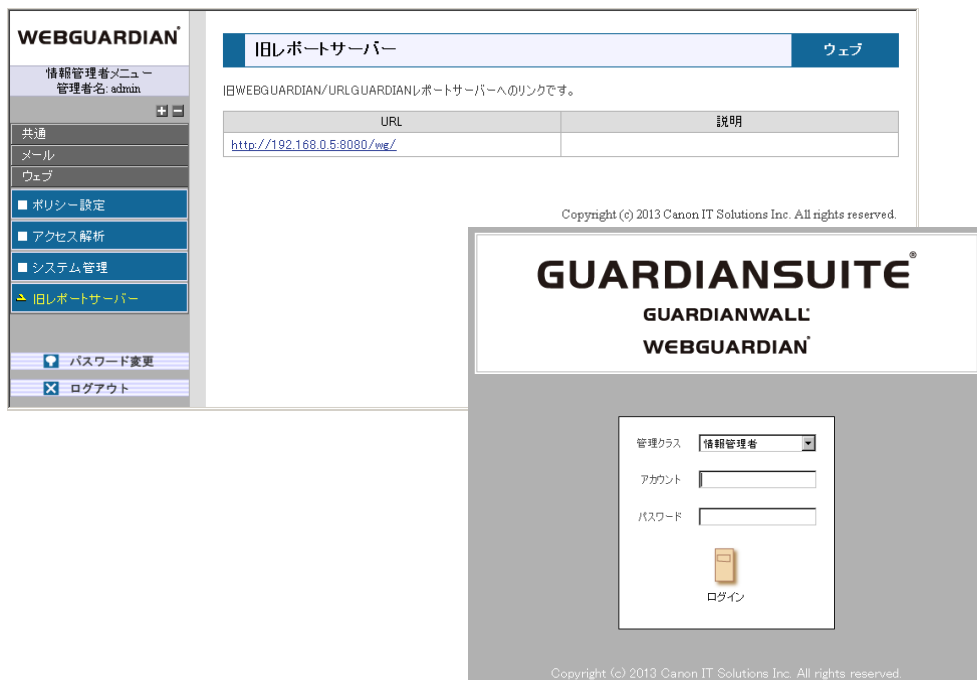 WEBGUARDIAN
情報管理者メニュー
管理者名: admin
共通
メール
ウェブ
ポリシー設定
アクセス解析
システム管理
旧レポートサーバー
パスワード変更
ログアウト
旧レポートサーバー
ウェブ
旧WEBGUARDIAN/URLGUARDIANレポートサーバーへのリンクです。
URL 説明
http://192.168.0.5:8080/wg/
Copyright (c) 2013 Canon IT Solutions Inc. All rights reserved.
GUARDIANSUITE®
GUARDIANWALL
WEBGUARDIAN
管理クラス 情報管理者
アカウント
パスワード
ログイン
Copyright (c) 2013 Canon IT Solutions Inc. All rights reserved.